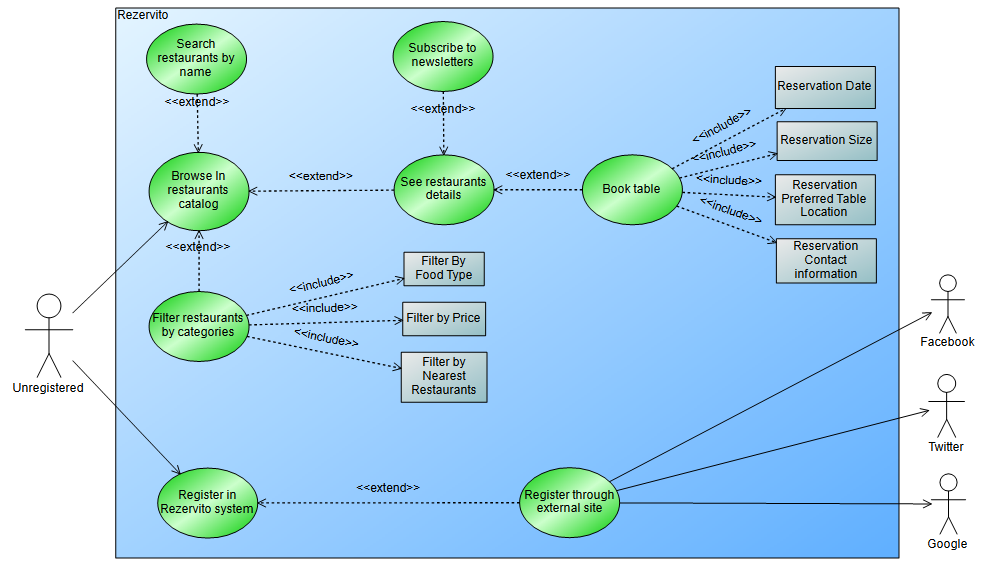 Rezervito
Search
restaurants by
name
Subscribe to
newsletters
<<extend>>
<<extend>>
Reservation Date
<<include>>
Reservation Size
<<include>>
Browse In
restaurants
catalog
<<extend>>
See restaurants
details
<<extend>>
Book table
<<include>>
Reservation
Preferred Table
Location
<<include>>
Reservation
Contact
information
<<extend>>
Filter By
Food Type
<<include>>
Filter restaurants
by categories
<<include>>
Filter by Price
<<include>>
Filter by
Nearest
Restaurants
Unregistered
Facebook
Twitter
Register in
Rezervito system
<<extend>>
Register through
external site
Google